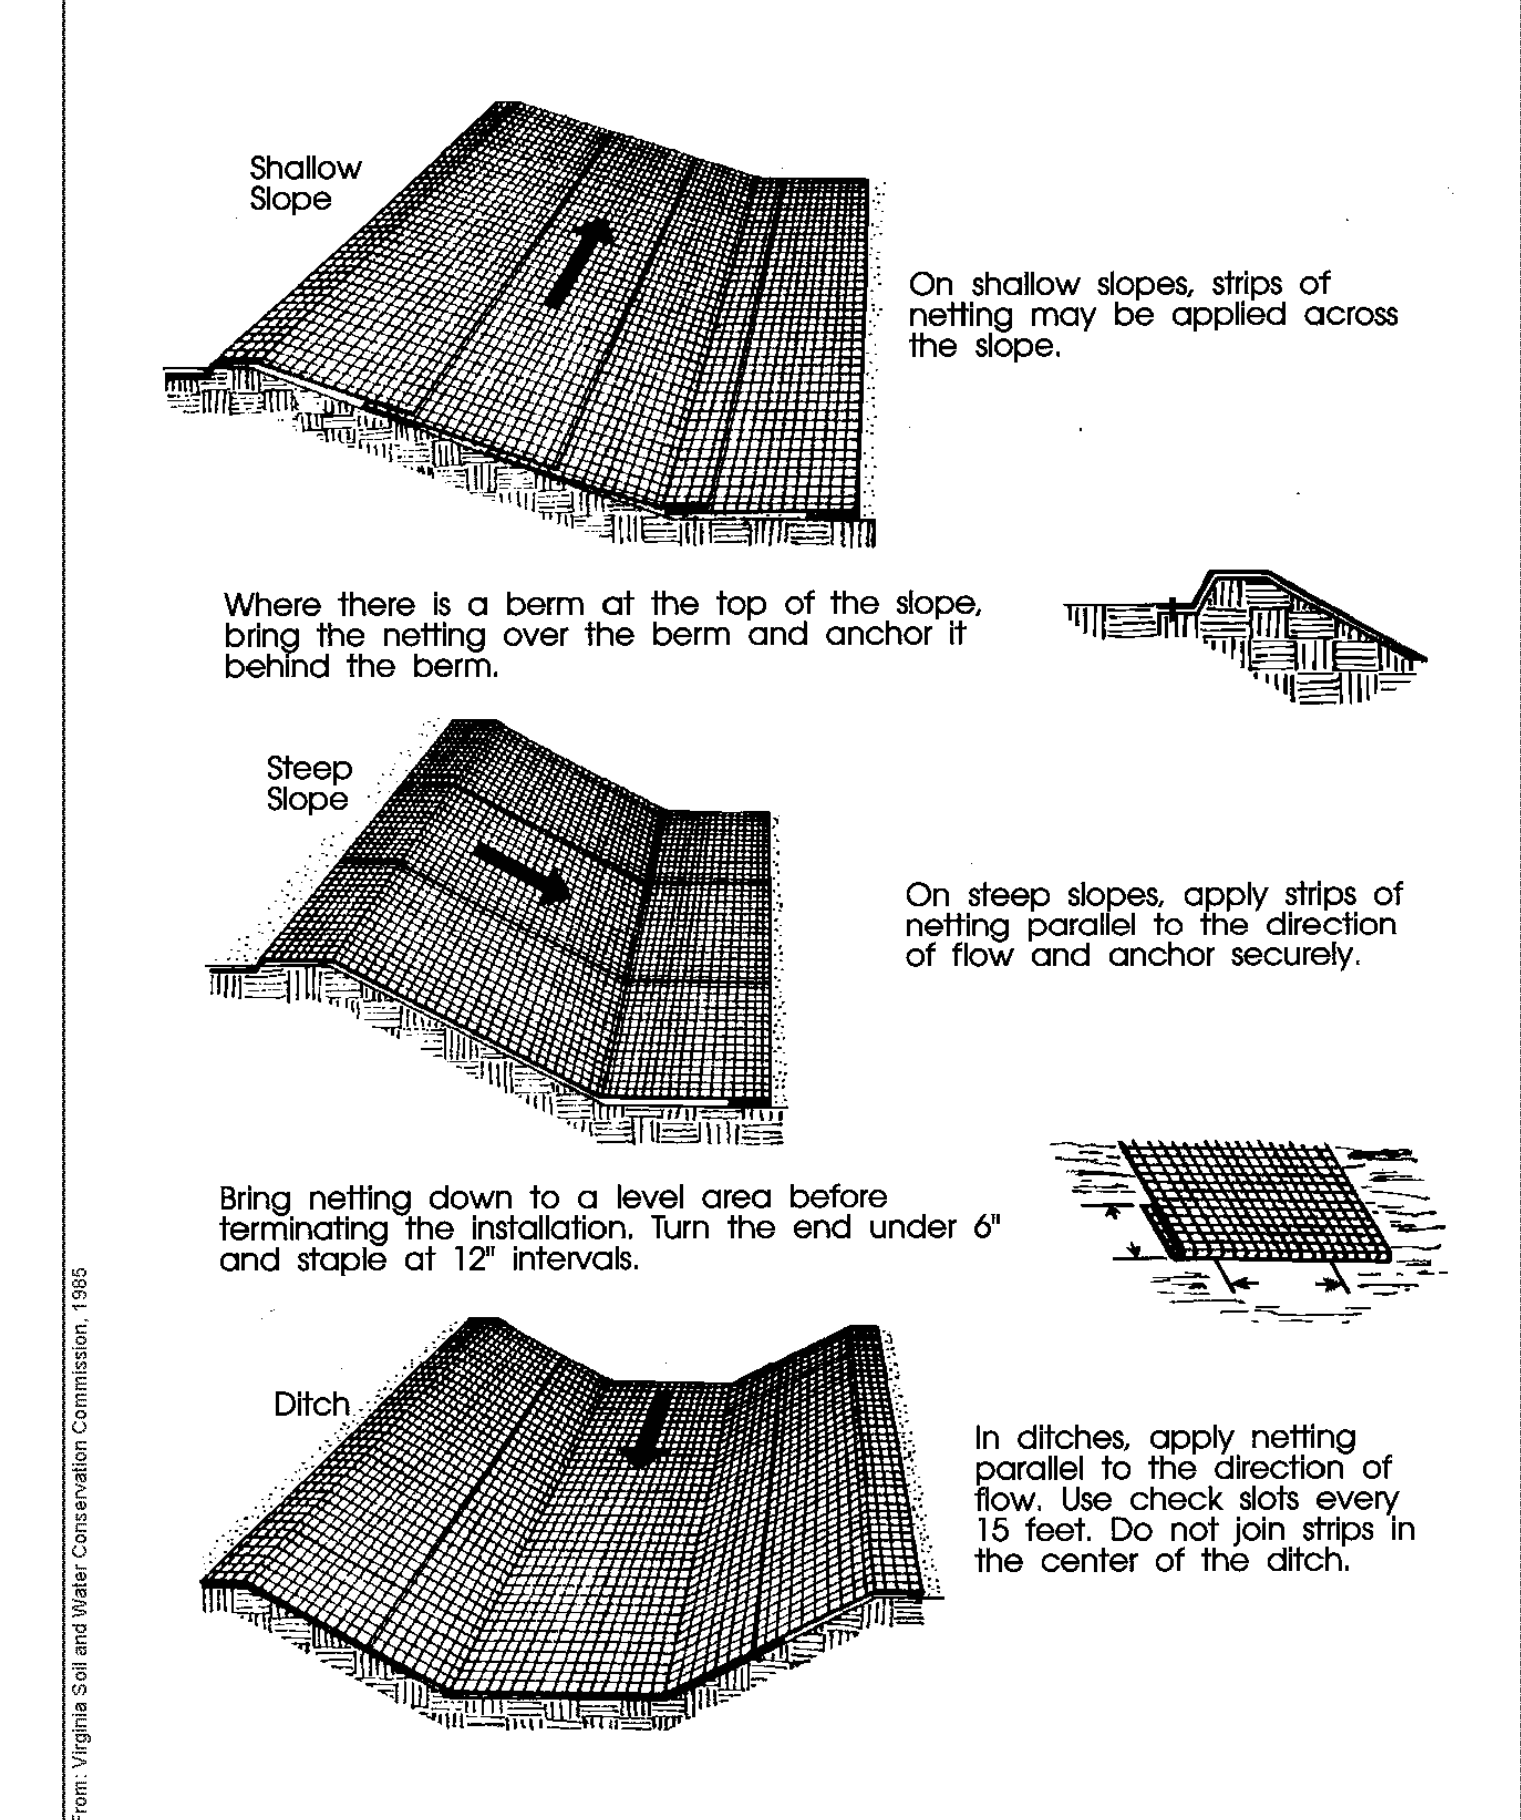 Shallow
Slope
On shallow slopes, strips of
netting may be applied across
the slope.
Where there is a berm at the top of the slope,
bring the netting over the berm and anchor it
behind the berm.
Steep
Slope
On steep slopes, apply strips of
netting parallel to the direction
of flow and anchor securely.
Bring netting down to a level area before
terminating the installation. Turn the end under 6"
and staple at 12" intervals.
Ditch
In ditches, apply netting
parallel to the direction of
flow. Use check slots every
15 feet. Do not join strips in
the center of the ditch.
From: Virginia Soil and Water Conservation Commission, 1985